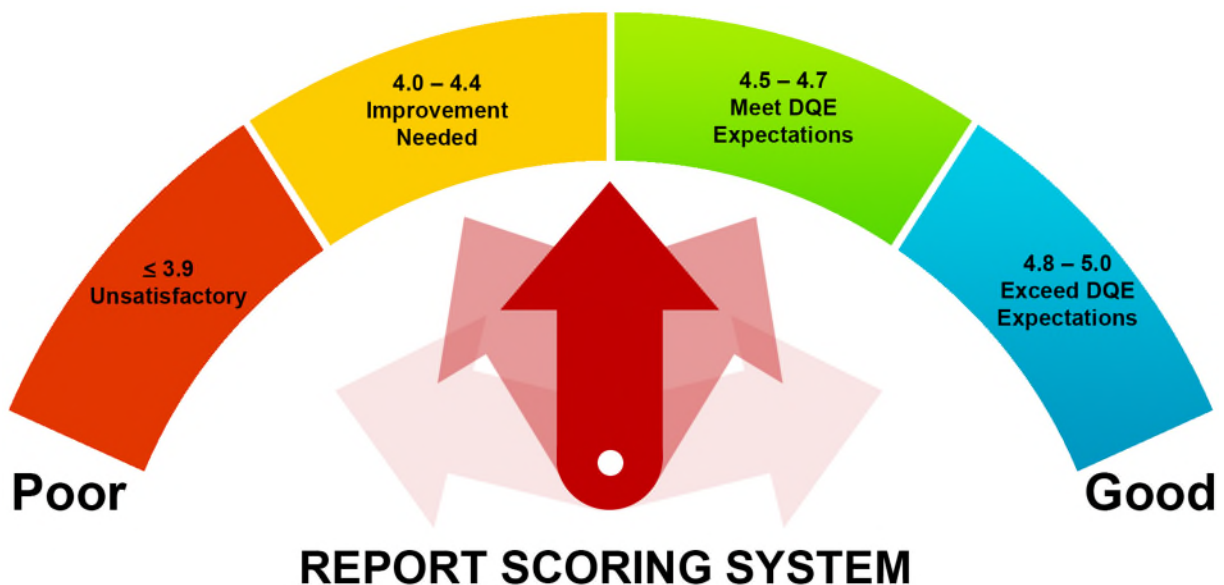 4.0 – 4.4
Improvement
Needed
4.5 – 4.7
Meet DQE
Expectations
≤ 3.9
Unsatisfactory
4.8 – 5.0
Exceed DQE
Expectations
Poor
Good
REPORT SCORING SYSTEM